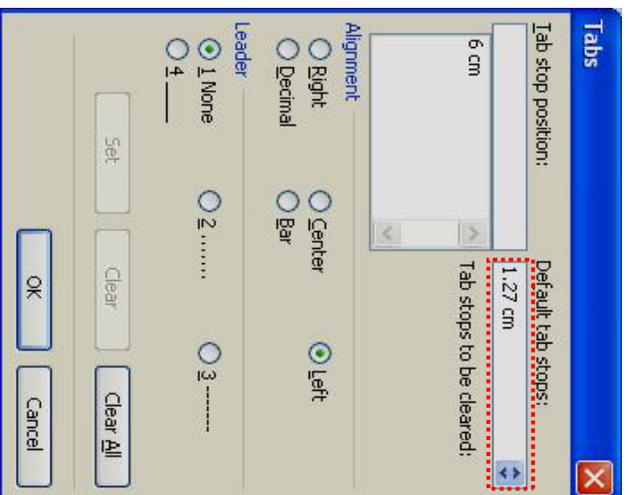 Tabs
Tab stop position:
Default tab stops:
1.27 cm
6 cm
Tab stops to be cleared:
Alignment
Right
Center
Left
Decimal
Bar
Leader
1 None
2 .......
3 -------
4 ____
Set
Clear
Clear All
OK
Cancel